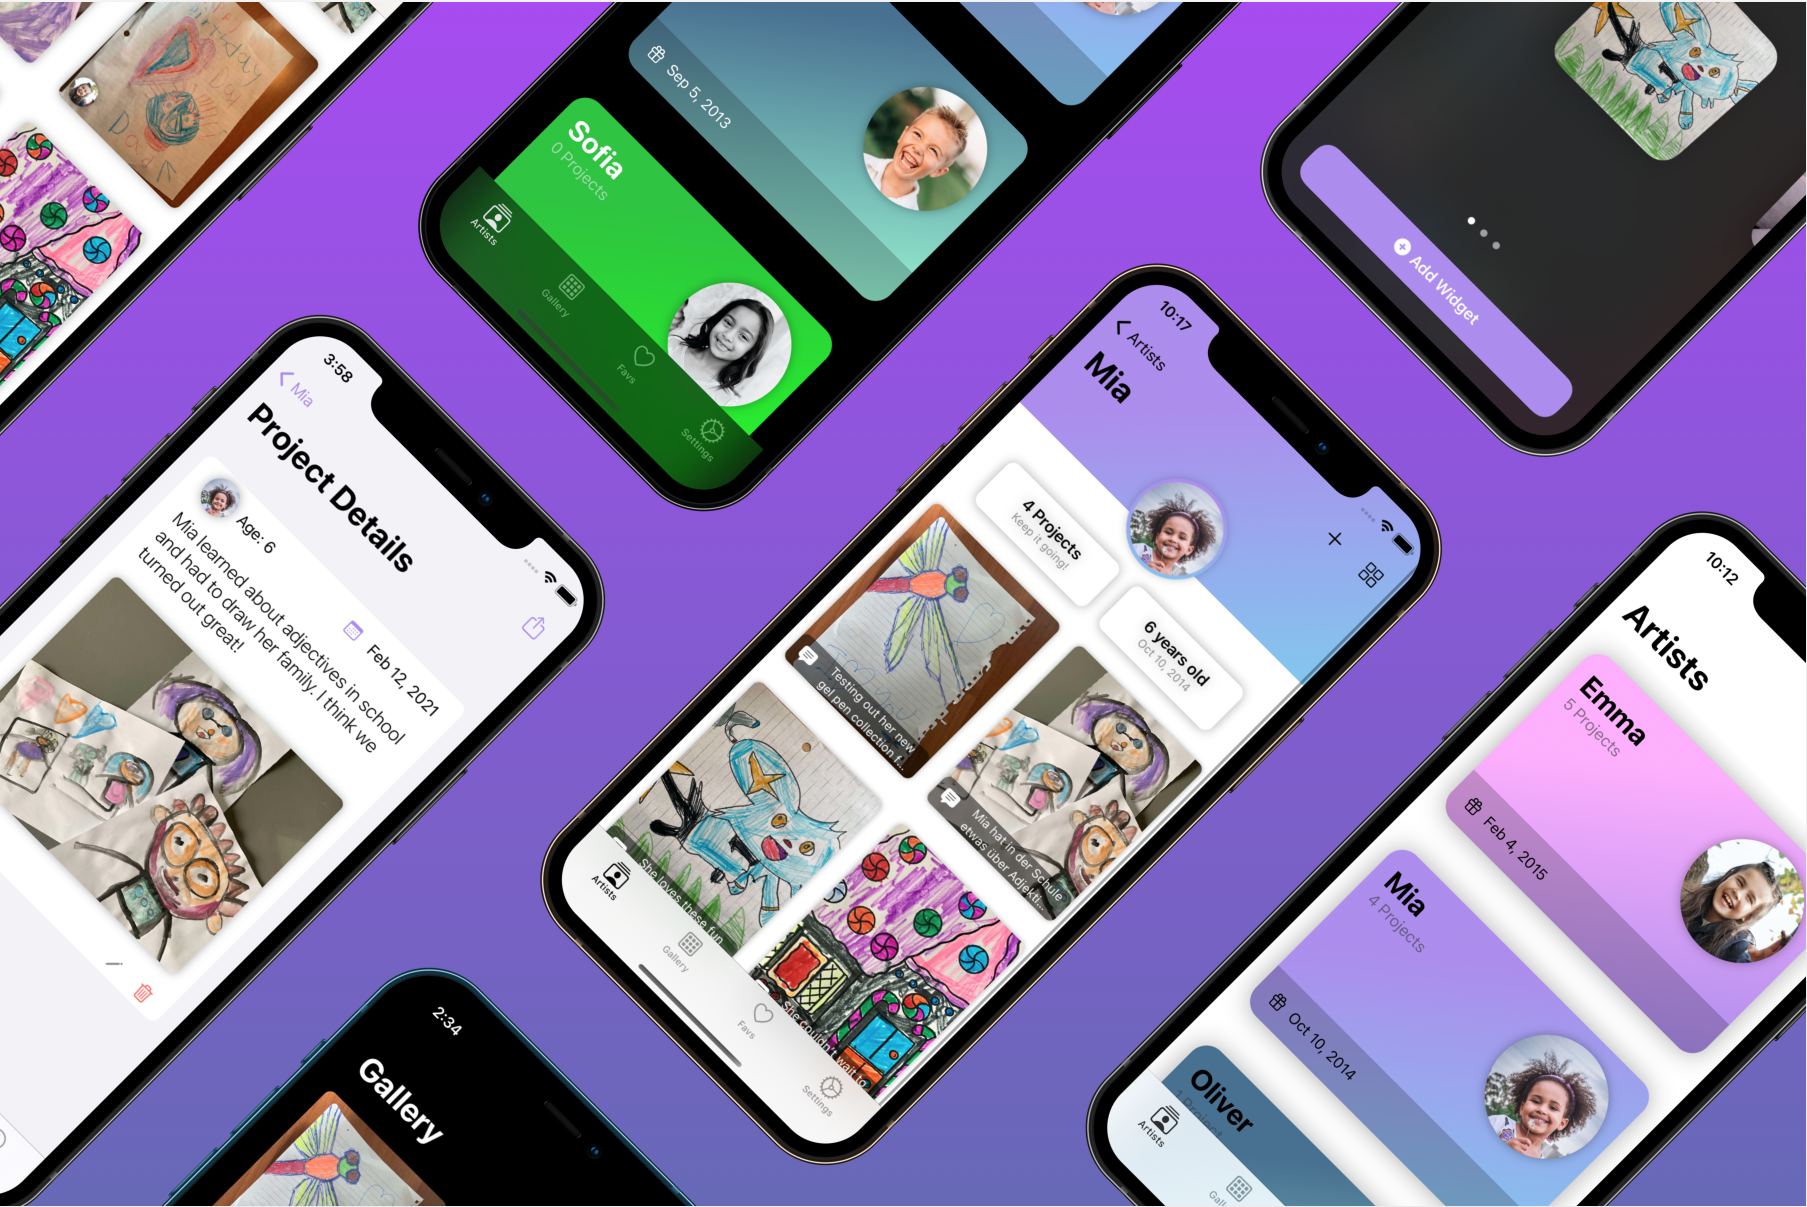 Sep 5, 2013
Sofia
0 Projects
Artists
Gallery
Favs
Settings
Add Widget
3:58
Mia
Project Details
Age: 6
Feb 12, 2021
Mia learned about adjectives in school
and had to draw her family. I think we
turned out great!
10:17
Artists
Mia
4 Projects
Keep it going!
6 years old
Oct 10, 2014
Testing out her new
gel pen collection f...
Mia hat in der Schule
etwas über Adjekti...
She loves these fun
She couldn't wait to
Artists
Gallery
Favs
Settings
10:12
Artists
Emma
5 Projects
Feb 4, 2015
Mia
4 Projects
Oct 10, 2014
Oliver
1 Project
Artists
Gall
2:34
Gallery
Day
Dad